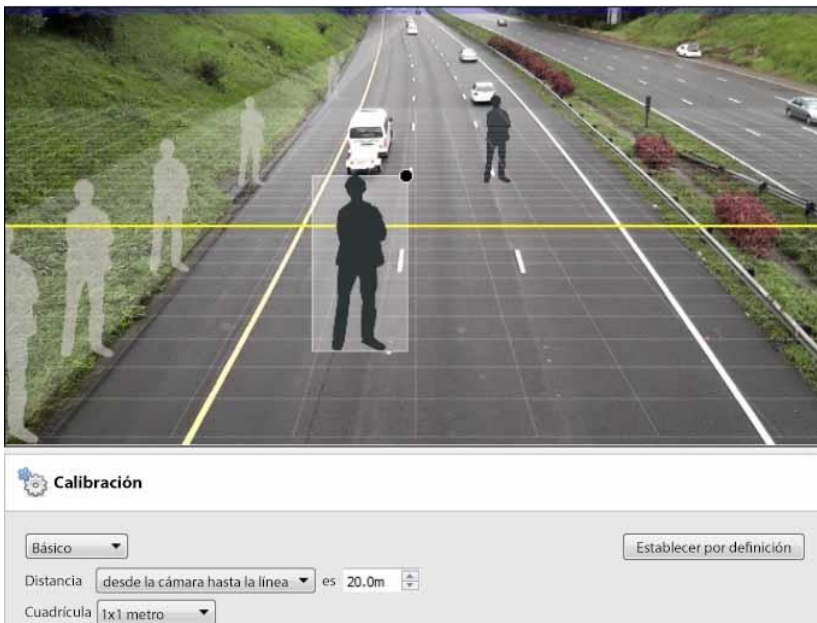 Calibración
Básico
Establecer por definición
Distancia desde la cámara hasta la línea es 20.0m
Cuadrícula 1x1 metro